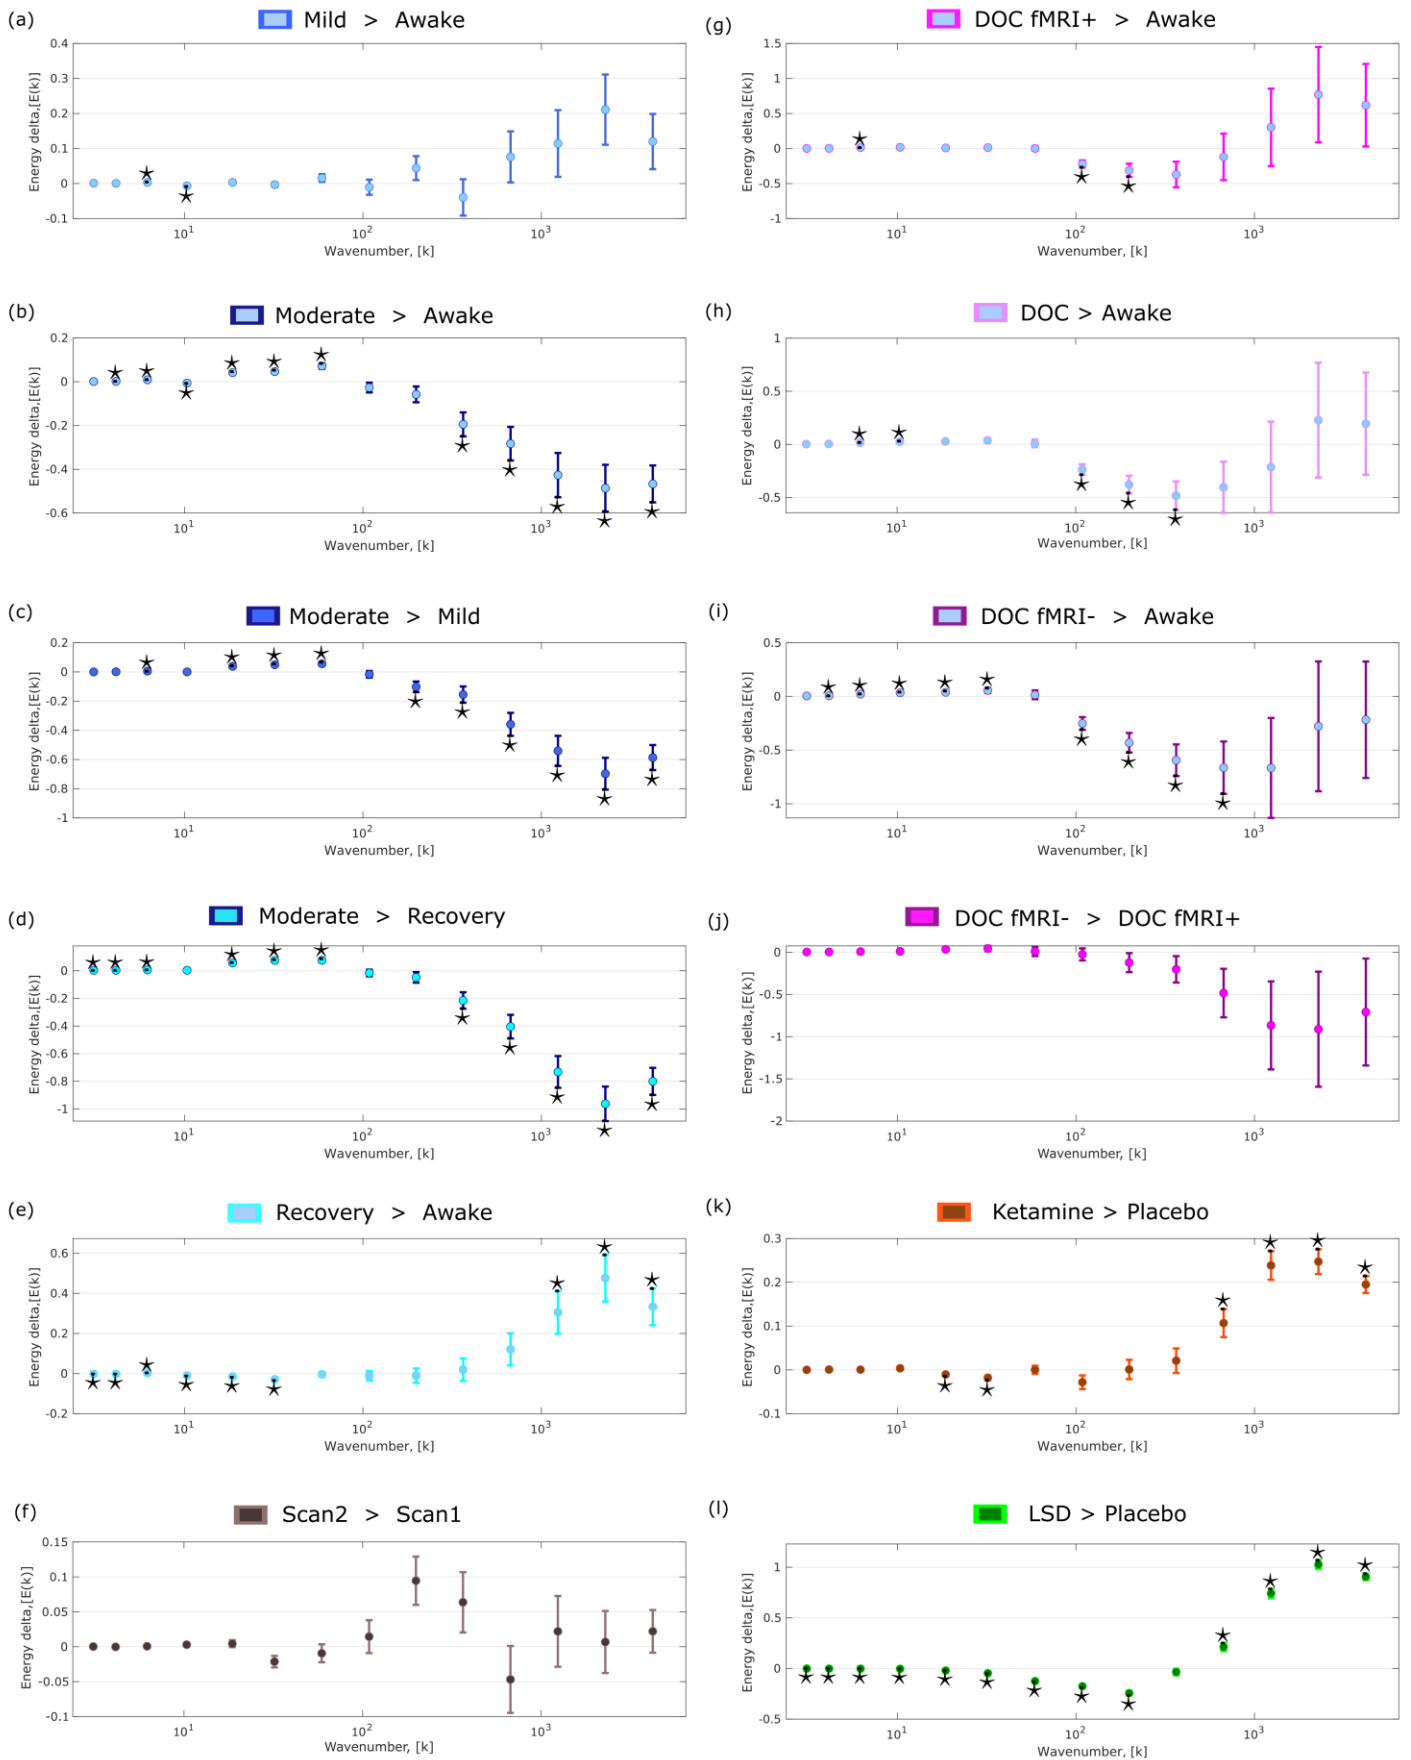 (a) Mild > Awake
0.4
0.3
0.2
0.1
0
-0.1
Energy delta,[E(k)]
10^1 10^2 10^3
Wavenumber, [k]
(b) Moderate > Awake
0.2
0
-0.2
-0.4
-0.6
Energy delta,[E(k)]
10^1 10^2 10^3
Wavenumber, [k]
(c) Moderate > Mild
0.2
0
-0.2
-0.4
-0.6
-0.8
-1
Energy delta,[E(k)]
10^1 10^2 10^3
Wavenumber, [k]
(d) Moderate > Recovery
0
-0.2
-0.4
-0.6
-0.8
-1
Energy delta,[E(k)]
10^1 10^2 10^3
Wavenumber, [k]
(e) Recovery > Awake
0.6
0.4
0.2
0
-0.2
Energy delta,[E(k)]
10^1 10^2 10^3
Wavenumber, [k]
(f) Scan2 > Scan1
0.15
0.1
0.05
0
-0.05
-0.1
Energy delta,[E(k)]
10^1 10^2 10^3
Wavenumber, [k]
(g) DOC fMRI+ > Awake
1.5
1
0.5
0
-0.5
-1
Energy delta,[E(k)]
10^1 10^2 10^3
Wavenumber, [k]
(h) DOC > Awake
1
0.5
0
-0.5
Energy delta,[E(k)]
10^1 10^2 10^3
Wavenumber, [k]
(i) DOC fMRI- > Awake
0.5
0
-0.5
-1
Energy delta,[E(k)]
10^1 10^2 10^3
Wavenumber, [k]
(j) DOC fMRI- > DOC fMRI+
0
-0.5
-1
-1.5
-2
Energy delta,[E(k)]
10^1 10^2 10^3
Wavenumber, [k]
(k) Ketamine > Placebo
0.3
0.2
0.1
0
-0.1
Energy delta,[E(k)]
10^1 10^2 10^3
Wavenumber, [k]
(l) LSD > Placebo
1
0.5
0
-0.5
Energy delta,[E(k)]
10^1 10^2 10^3
Wavenumber, [k]